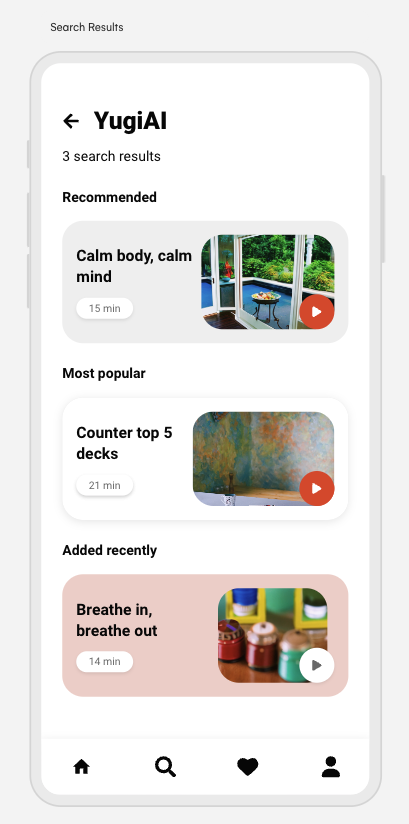 Search Results
YugiAI
3 search results
Recommended
Calm body, calm
mind
15 min
Most popular
Counter top 5
decks
21 min
Added recently
Breathe in,
breathe out
14 min